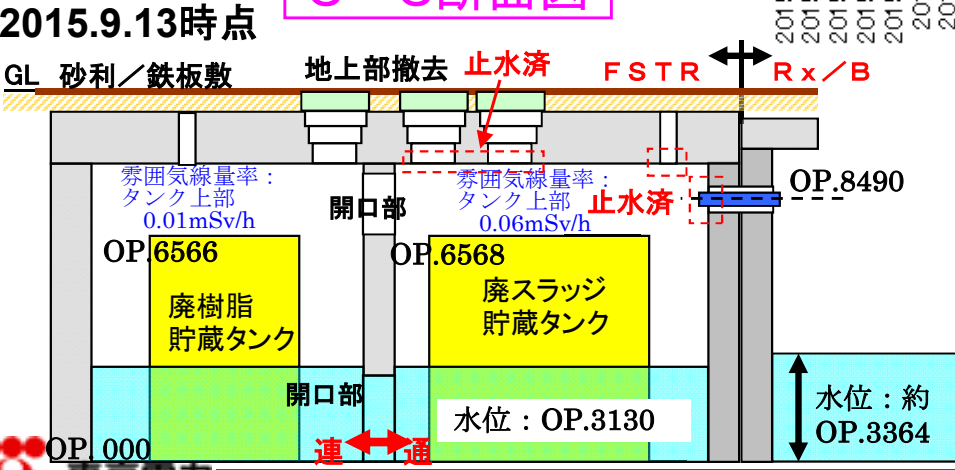 C－C断面図
2015.9.13時点
GL 砂利／鉄板敷
地上部撤去
止水済
ＦＳＴＲ
Ｒｘ／Ｂ
雰囲気線量率：
タンク上部
0.01mSv/h
開口部
雰囲気線量率：
タンク上部
0.06mSv/h
止水済
OP.8490
OP.6566
OP.6568
廃樹脂
貯蔵タンク
廃スラッジ
貯蔵タンク
開口部
水位：OP.3130
水位：約
OP.3364
連
通
OP. 000